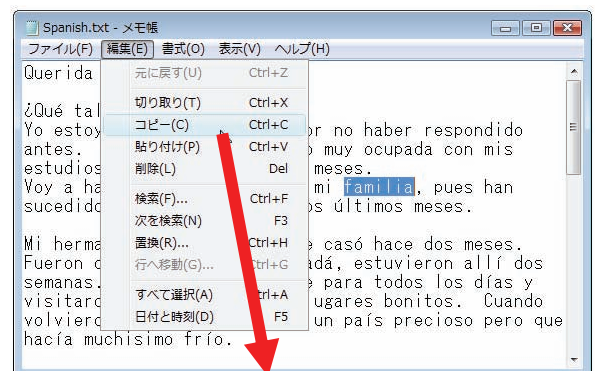 Spanish.txt - メモ帳
ファイル(F) 編集(E) 書式(O) 表示(V) ヘルプ(H)
元に戻す(U) Ctrl+Z
切り取り(T) Ctrl+X
コピー(C) Ctrl+C
貼り付け(P) Ctrl+V
削除(L) Del
検索(F)... Ctrl+F
次を検索(N) F3
置換(R)... Ctrl+H
行へ移動(G)... Ctrl+G
すべて選択(A) Ctrl+A
日付と時刻(D) F5
Querida
¿Qué tal
Yo estoy or no haber respondido
antes. muy ocupada con mis
estudios meses.
Voy a ha mi familia, pues han
sucedido os últimos meses.
Mi herma casó hace dos meses.
Fueron adá, estuvieron allí dos
semanas. para todos los días y
visitaro ugares bonitos. Cuando
volviero un país precioso pero que
hacía muchisimo frío.